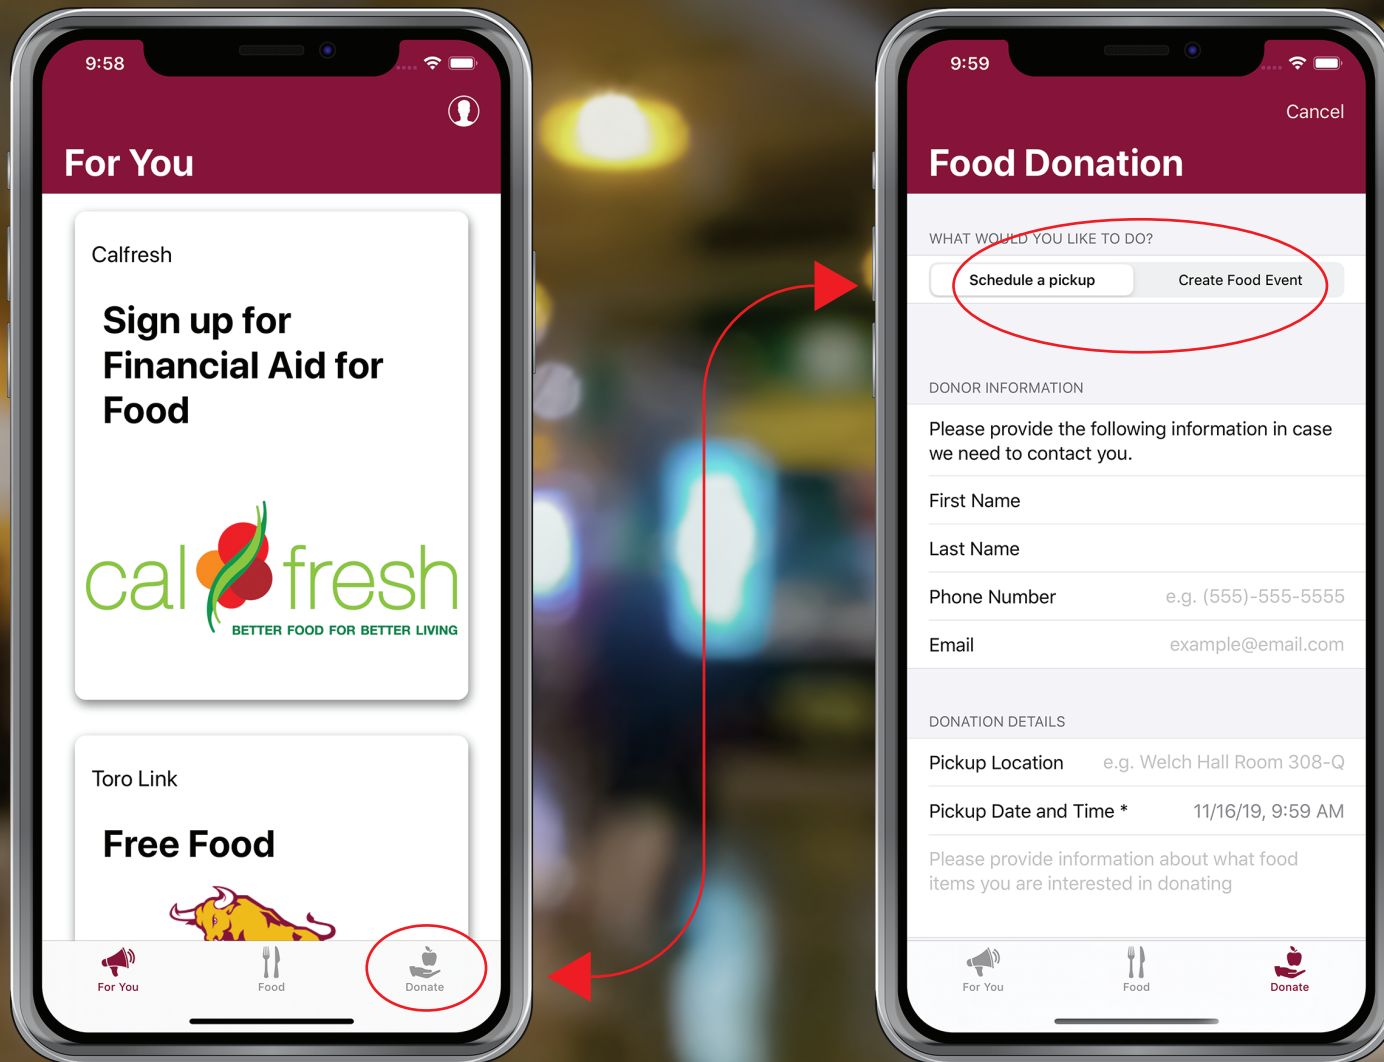 9:58
For You
Calfresh
Sign up for
Financial Aid for
Food
cal fresh
BETTER FOOD FOR BETTER LIVING
Toro Link
Free Food
For You
Food
Donate
9:59
Cancel
Food Donation
WHAT WOULD YOU LIKE TO DO?
Schedule a pickup
Create Food Event
DONOR INFORMATION
Please provide the following information in case
we need to contact you.
First Name
Last Name
Phone Number e.g. (555)-555-5555
Email example@email.com
DONATION DETAILS
Pickup Location e.g. Welch Hall Room 308-Q
Pickup Date and Time * 11/16/19, 9:59 AM
Please provide information about what food
items you are interested in donating
For You
Food
Donate